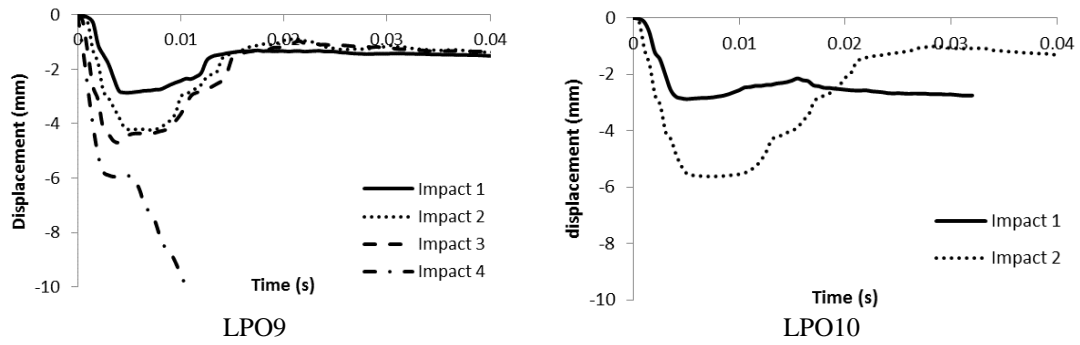 0
0.01
0.02
0.03
0.04
-2
-4
-6
-8
-10
Displacement (mm)
Impact 1
Impact 2
Impact 3
Impact 4
Time (s)
LPO9
0
0
0.01
0.02
0.03
0.04
-2
-4
-6
-8
-10
displacement (mm)
Impact 1
Impact 2
Time (s)
LPO10